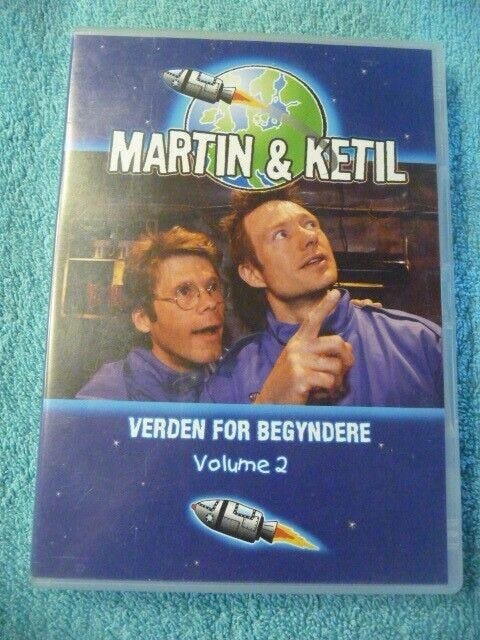 MARTIN & KETIL
VERDEN FOR BEGYNDERE
Volume 2